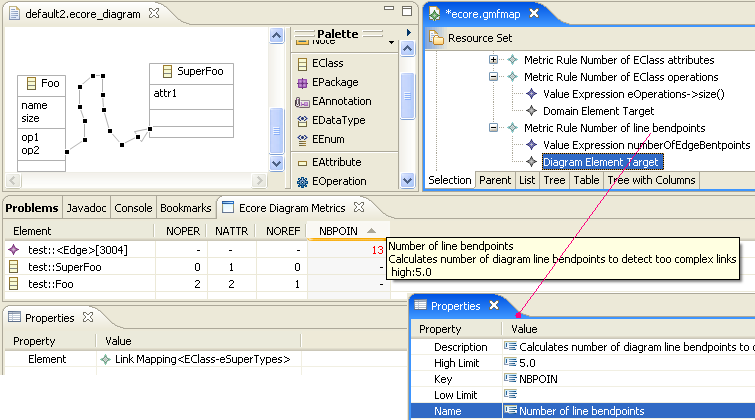 default2.ecore_diagram
Foo
name
size
op1
op2
SuperFoo
attr1
Palette
Note
EClass
EPackage
EAnnotation
EDataType
EEnum
EAttribute
EOperation
*ecore.gmfmap
Resource Set
Metric Rule Number of EClass attributes
Metric Rule Number of EClass operations
Value Expression eOperations->size()
Domain Element Target
Metric Rule Number of line bendpoints
Value Expression numberOfEdgeBentpoints
Diagram Element Target
Selection Parent List Tree Table Tree with Columns
Problems Javadoc Console Bookmarks Ecore Diagram Metrics
Element NOPER NATTR NOREF NBPOIN
test::<Edge>[3004] - - - 13
test::SuperFoo 0 1 0 -
test::Foo 2 2 1 -
Number of line bendpoints
Calculates number of diagram line bendpoints to detect too complex links
high:5.0
Properties
Property Value
Element Link Mapping<EClass-eSuperTypes>
Properties
Property Value
Description Calculates number of diagram line bendpoints to
High Limit 5.0
Key NBPOIN
Low Limit
Name Number of line bendpoints